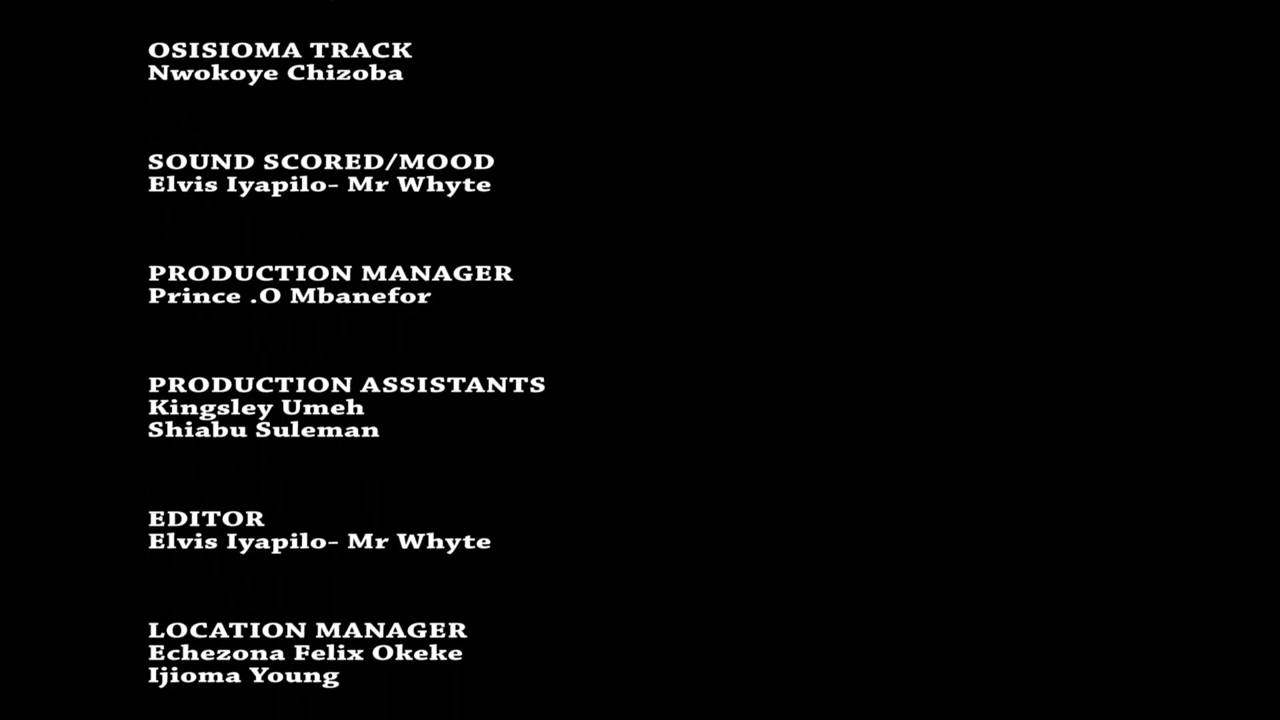 OSISIOMA TRACK
Nwokoye Chizoba
SOUND SCORED/MOOD
Elvis Iyapilo- Mr Whyte
PRODUCTION MANAGER
Prince .O Mbanefor
PRODUCTION ASSISTANTS
Kingsley Umeh
Shiabu Suleman
EDITOR
Elvis Iyapilo- Mr Whyte
LOCATION MANAGER
Echezona Felix Okeke
Ijioma Young